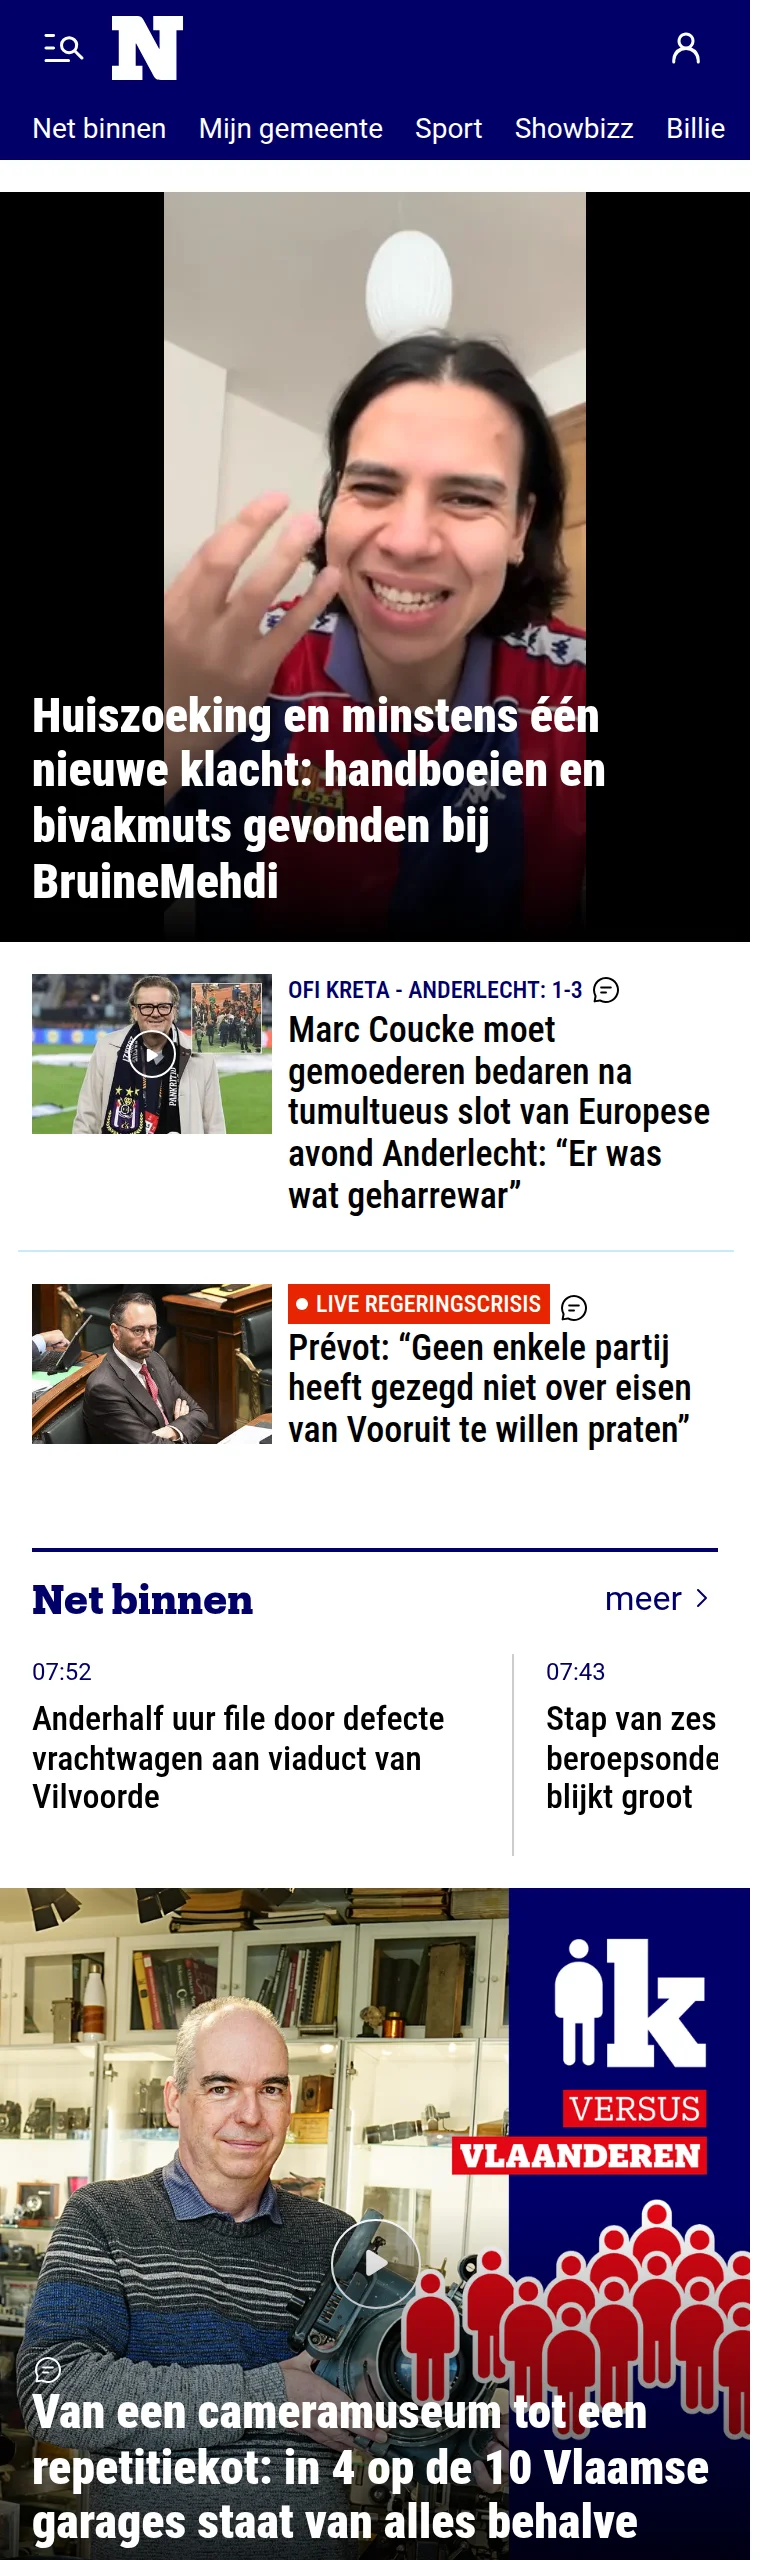 N
Net binnen Mijn gemeente Sport Showbizz Billie
Huiszoeking en minstens één
nieuwe klacht: handboeien en
bivakmuts gevonden bij
BruineMehdi
OFI KRETA - ANDERLECHT: 1-3
Marc Coucke moet
gemoederen bedaren na
tumultueus slot van Europese
avond Anderlecht: “Er was
wat geharrewar”
LIVE REGERINGSCRISIS
Prévot: “Geen enkele partij
heeft gezegd niet over eisen
van Vooruit te willen praten”
Net binnen
meer
07:52
Anderhalf uur file door defecte
vrachtwagen aan viaduct van
Vilvoorde
07:43
Stap van zes
beroepsonde
blijkt groot
ik
VERSUS
VLAANDEREN
Van een cameramuseum tot een
repetitiekot: in 4 op de 10 Vlaamse
garages staat van alles behalve